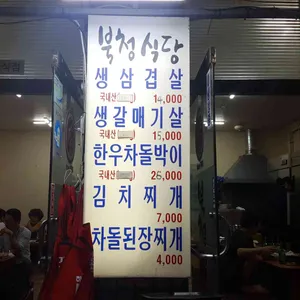 북청식당
생삼겹살
국내산 14,000
생갈매기살
국내산 15,000
한우차돌박이
국내산 26,000
김치찌개
7,000
차돌된장찌개
4,000